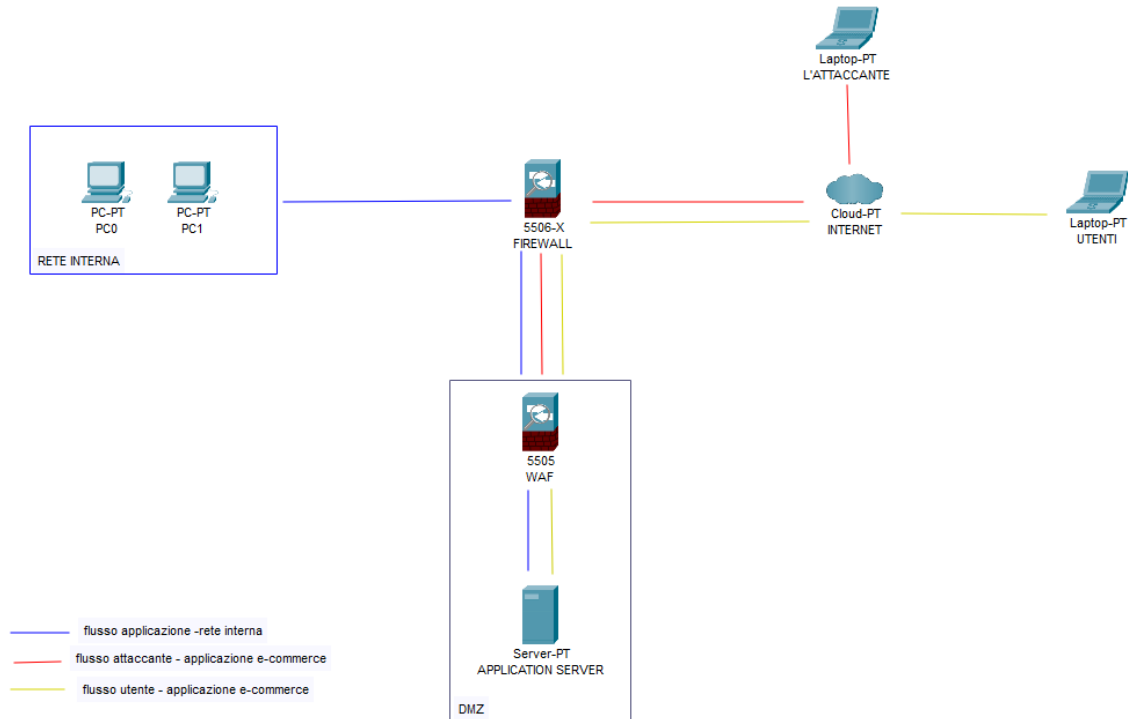 Laptop-PT
L'ATTACCANTE
PC-PT
PC0
PC-PT
PC1
RETE INTERNA
5506-X
FIREWALL
Cloud-PT
INTERNET
Laptop-PT
UTENTI
5505
WAF
Server-PT
APPLICATION SERVER
DMZ
flusso applicazione -rete interna
flusso attaccante - applicazione e-commerce
flusso utente - applicazione e-commerce